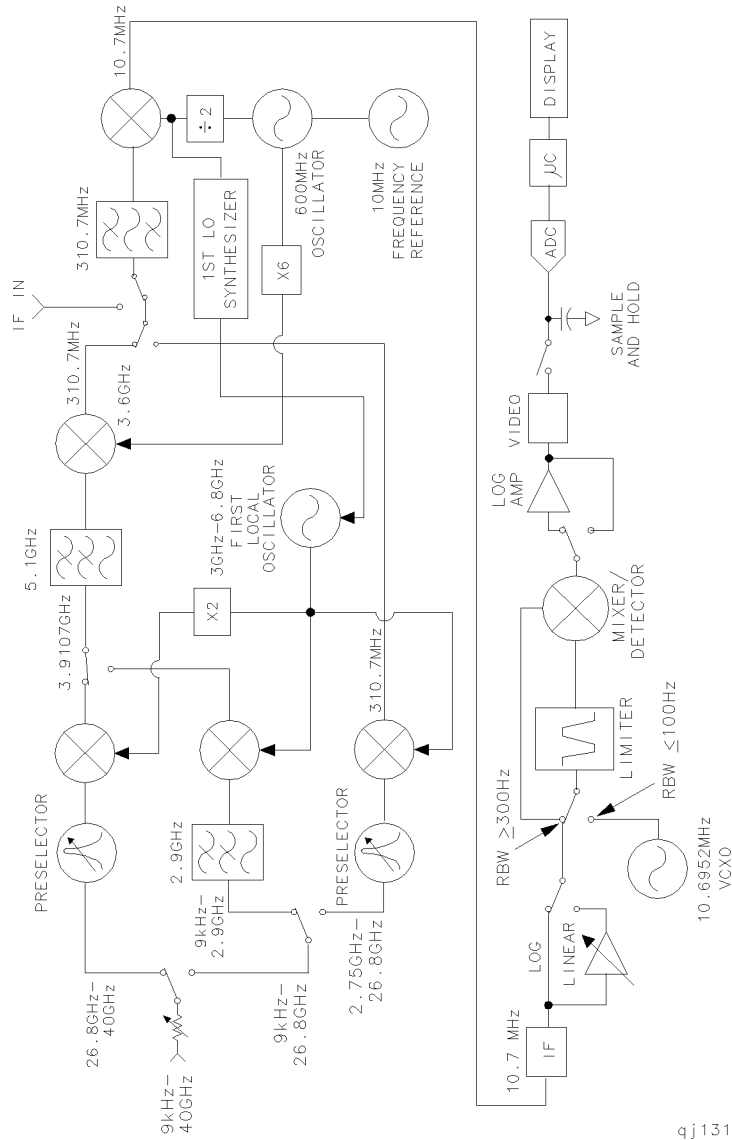 9kHz-
40GHz
26.8GHz-
40GHz
9kHz-
26.8GHz
PRESELECTOR
9kHz-
2.9GHz
2.9GHz
2.75GHz-
26.8GHz
PRESELECTOR
3.9107GHz
X2
310.7MHz
5.1GHz
3GHz-6.8GHz
FIRST
LOCAL
OSCILLATOR
3.6GHz
310.7MHz
IF IN
310.7MHz
1ST LO
SYNTHESIZER
X6
÷2
600MHz
OSCILLATOR
10MHz
FREQUENCY
REFERENCE
10.7MHz
10.7 MHz
IF
LOG
LINEAR
RBW ≥300Hz
RBW ≤100Hz
10.6952MHz
VCXO
LIMITER
MIXER/
DETECTOR
LOG
AMP
VIDEO
SAMPLE
AND HOLD
ADC
μC
DISPLAY
qj131